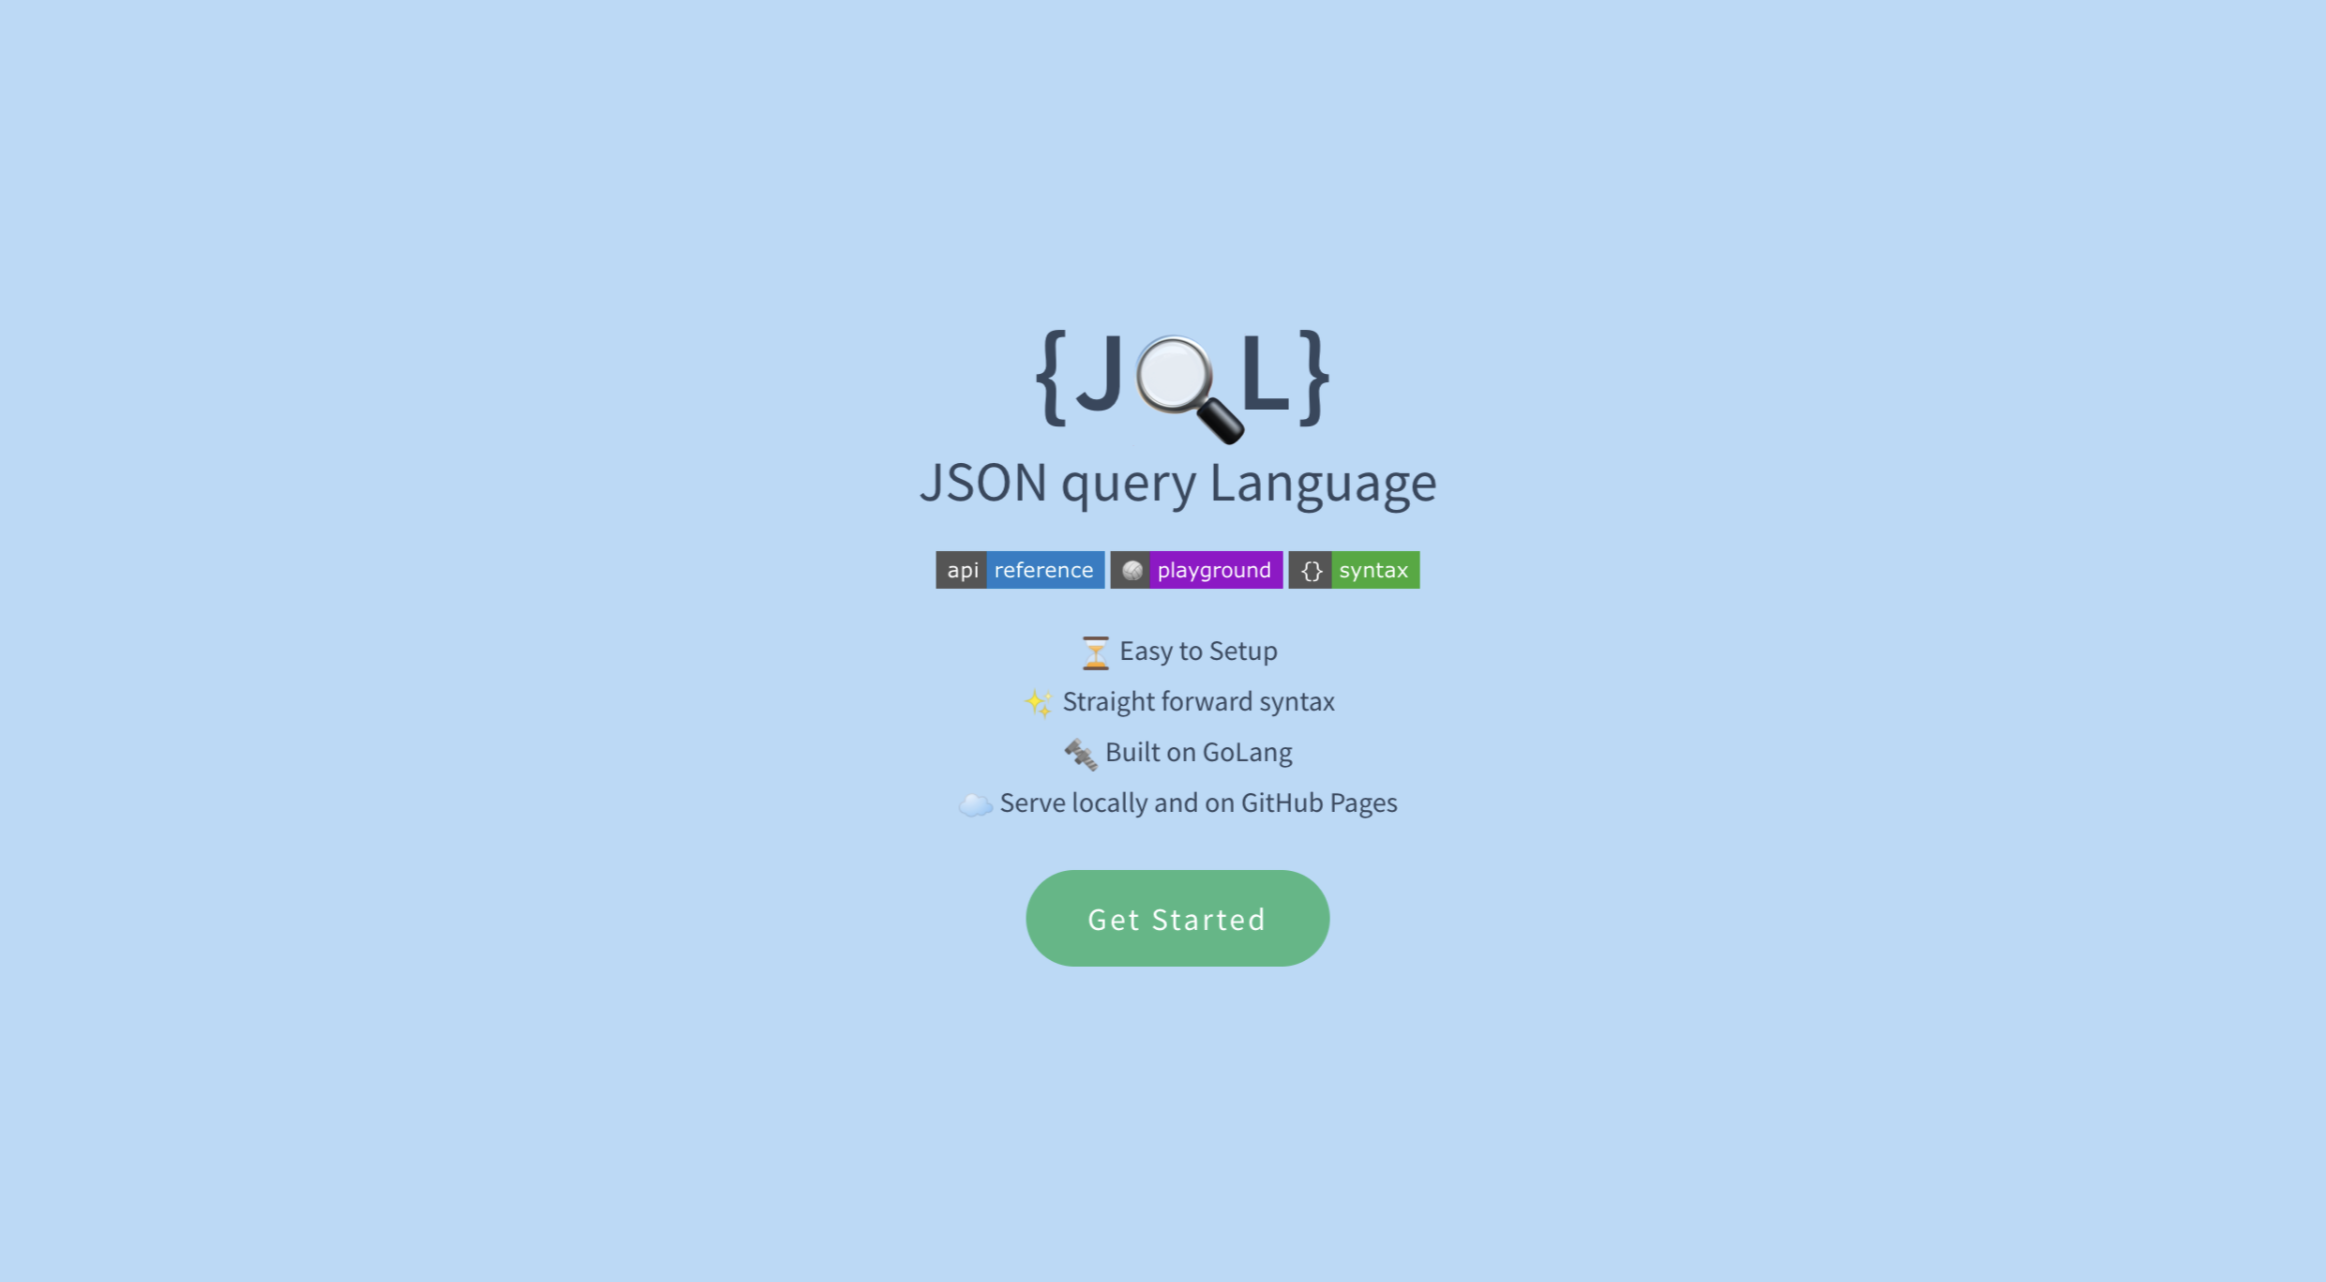 {J🔍L}
JSON query Language
api reference playground {} syntax
⏳ Easy to Setup
✨ Straight forward syntax
🔩 Built on GoLang
☁️ Serve locally and on GitHub Pages
Get Started